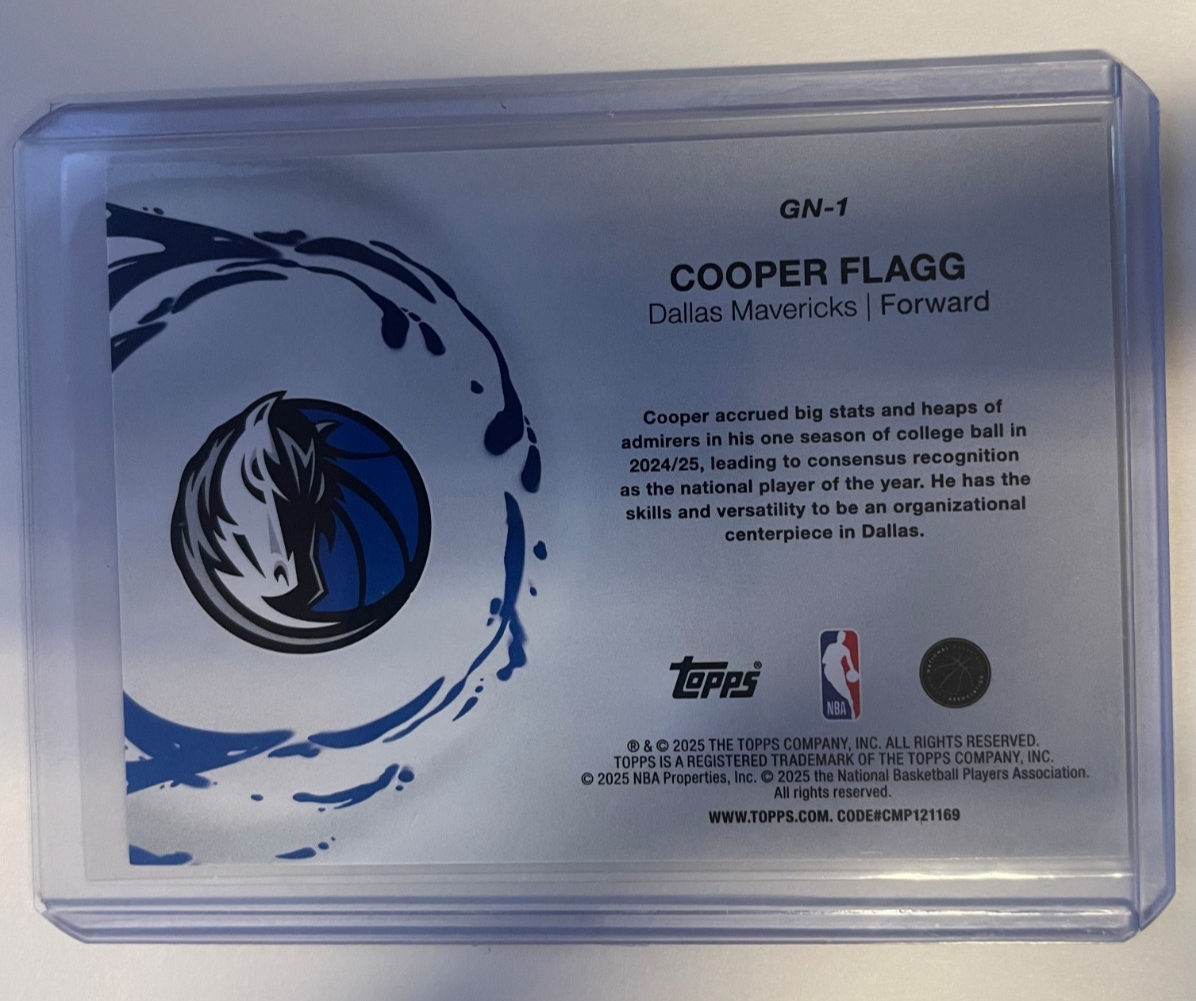 GN-1
COOPER FLAGG
Dallas Mavericks | Forward
Cooper accrued big stats and heaps of
admirers in his one season of college ball in
2024/25, leading to consensus recognition
as the national player of the year. He has the
skills and versatility to be an organizational
centerpiece in Dallas.
topps®
NBA
® & © 2025 THE TOPPS COMPANY, INC. ALL RIGHTS RESERVED.
TOPPS IS A REGISTERED TRADEMARK OF THE TOPPS COMPANY, INC.
© 2025 NBA Properties, Inc. © 2025 the National Basketball Players Association.
All rights reserved.
WWW.TOPPS.COM. CODE#CMP121169